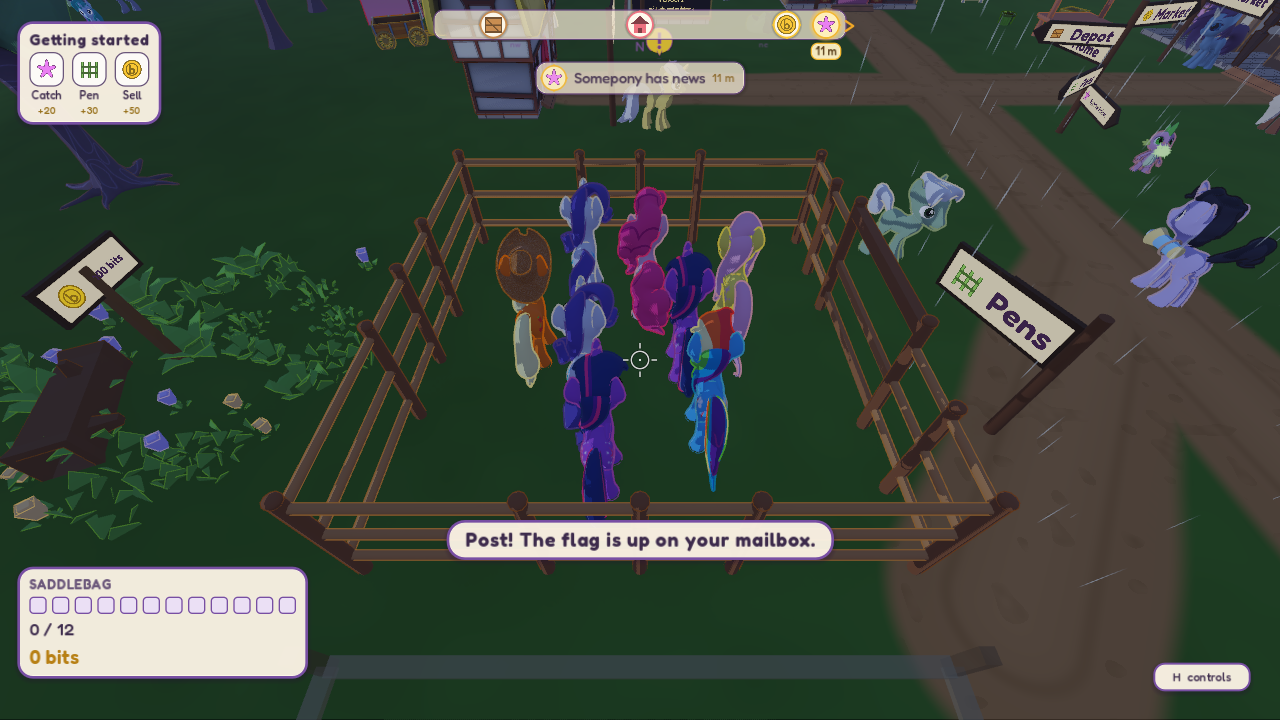 Getting started
Catch
Pen
Sell
+20
+30
+50
N
11 m
Somepony has news 11 m
Market
Depot
Home
Pens
Post! The flag is up on your mailbox.
SADDLEBAG
0 / 12
0 bits
H controls